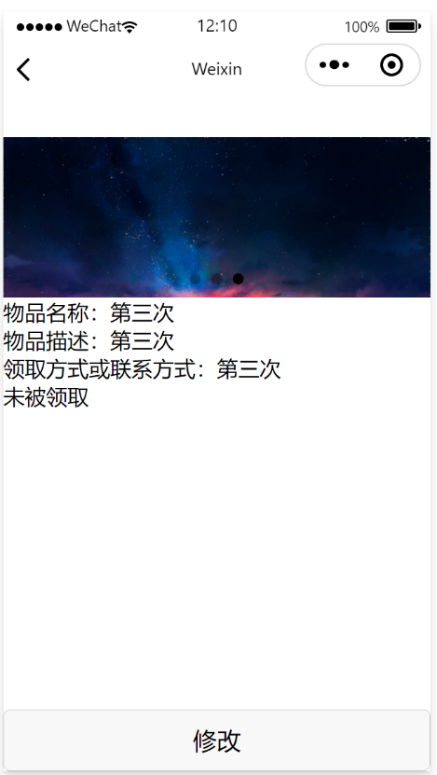 WeChat 12:10 100%
Weixin
物品名称：第三次
物品描述：第三次
领取方式或联系方式：第三次
未被领取
修改